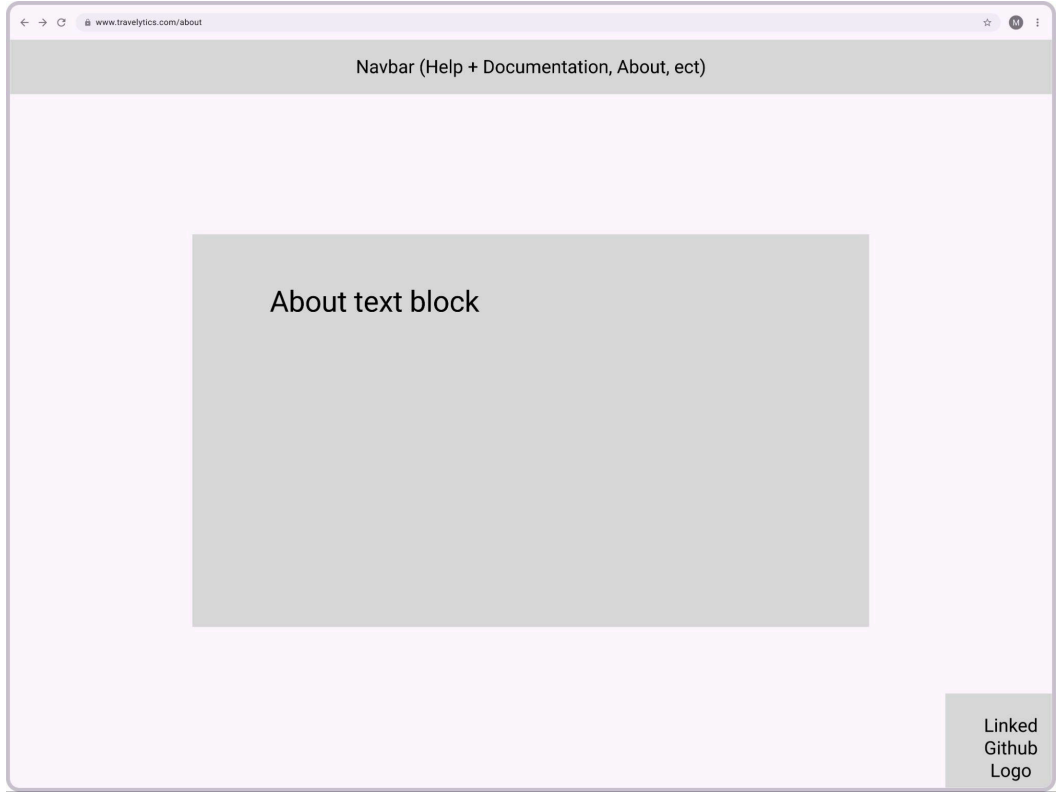 www.travelytics.com/about
M
Navbar (Help + Documentation, About, ect)
About text block
Linked
Github
Logo